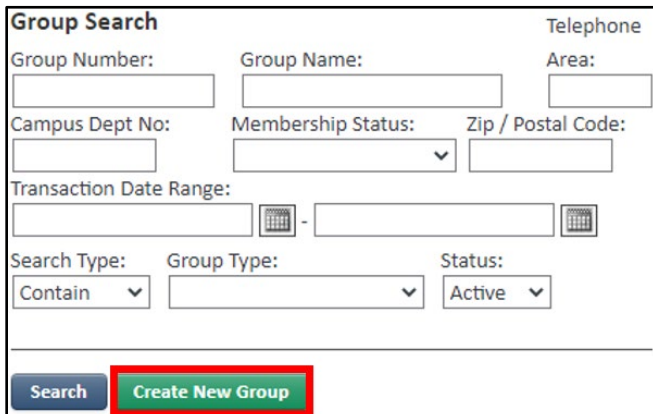 Group Search
Telephone
Group Number: Group Name: Area:
Campus Dept No: Membership Status: Zip / Postal Code:
Transaction Date Range:
-
Search Type: Group Type: Status:
Contain Active
Search Create New Group